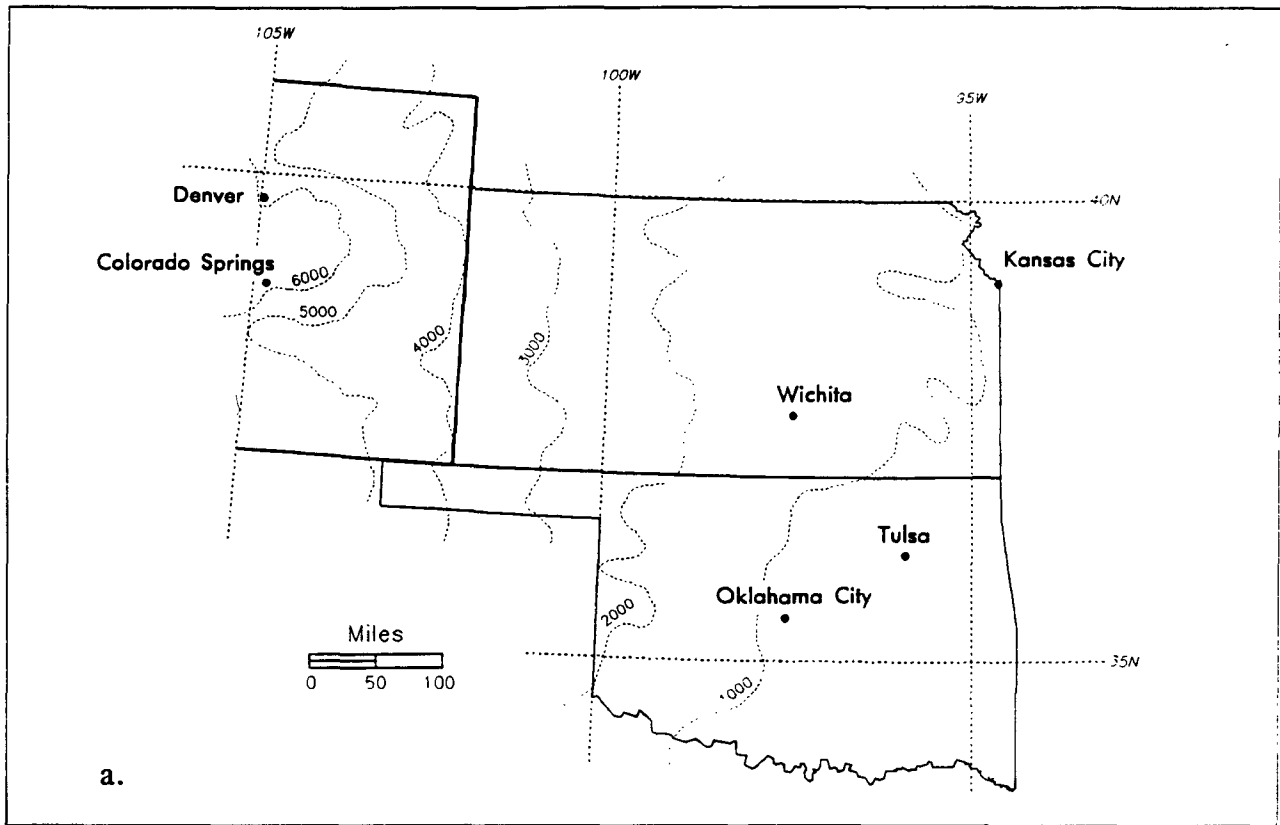 105W
100W
95W
Denver
40N
Colorado Springs
Kansas City
6000
5000
4000
3000
Wichita
Tulsa
Oklahoma City
2000
Miles
35N
0 50 100
1000
a.